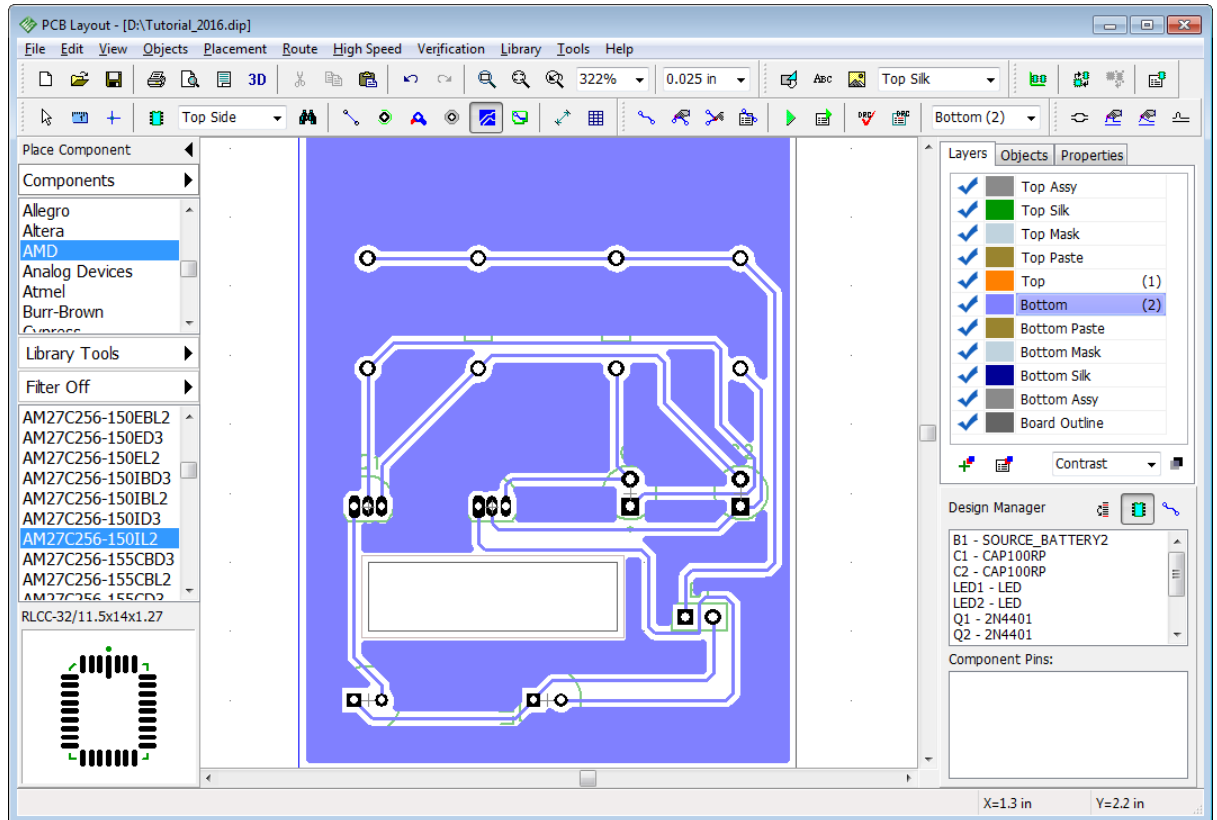 PCB Layout - [D:\Tutorial_2016.dip]
File Edit View Objects Placement Route High Speed Verification Library Tools Help
3D 322% 0.025 in ABC Top Silk
Top Side DRC DRC Bottom (2)
Place Component
Components
Allegro
Altera
AMD
Analog Devices
Atmel
Burr-Brown
Cypress
Library Tools
Filter Off
AM27C256-150EBL2
AM27C256-150ED3
AM27C256-150EL2
AM27C256-150IBD3
AM27C256-150IBL2
AM27C256-150ID3
AM27C256-150IL2
AM27C256-155CBD3
AM27C256-155CBL2
AM27C256-155CD3
RLCC-32/11.5x14x1.27
Layers Objects Properties
Top Assy
Top Silk
Top Mask
Top Paste
Top (1)
Bottom (2)
Bottom Paste
Bottom Mask
Bottom Silk
Bottom Assy
Board Outline
Contrast
Design Manager
B1 - SOURCE_BATTERY2
C1 - CAP100RP
C2 - CAP100RP
LED1 - LED
LED2 - LED
Q1 - 2N4401
Q2 - 2N4401
Component Pins:
X=1.3 in Y=2.2 in